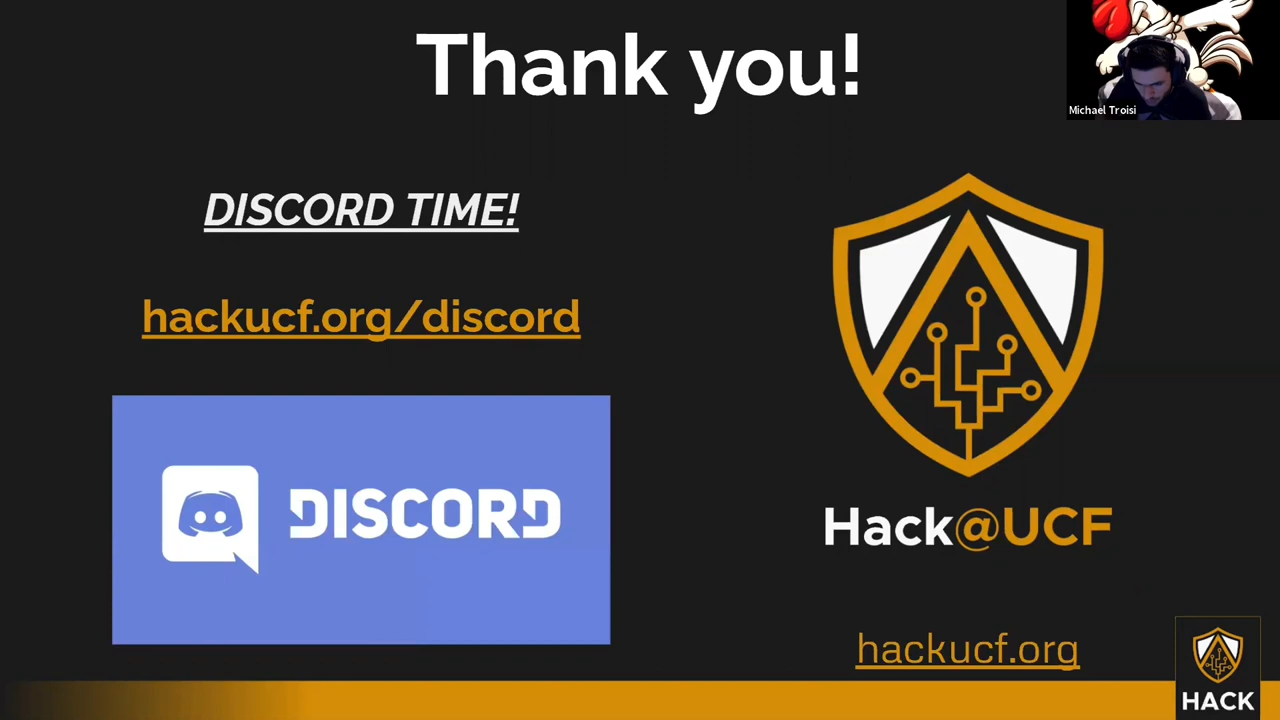 Thank you!
Michael Troisi
DISCORD TIME!
hackucf.org/discord
DISCORD
Hack@UCF
hackucf.org
HACK